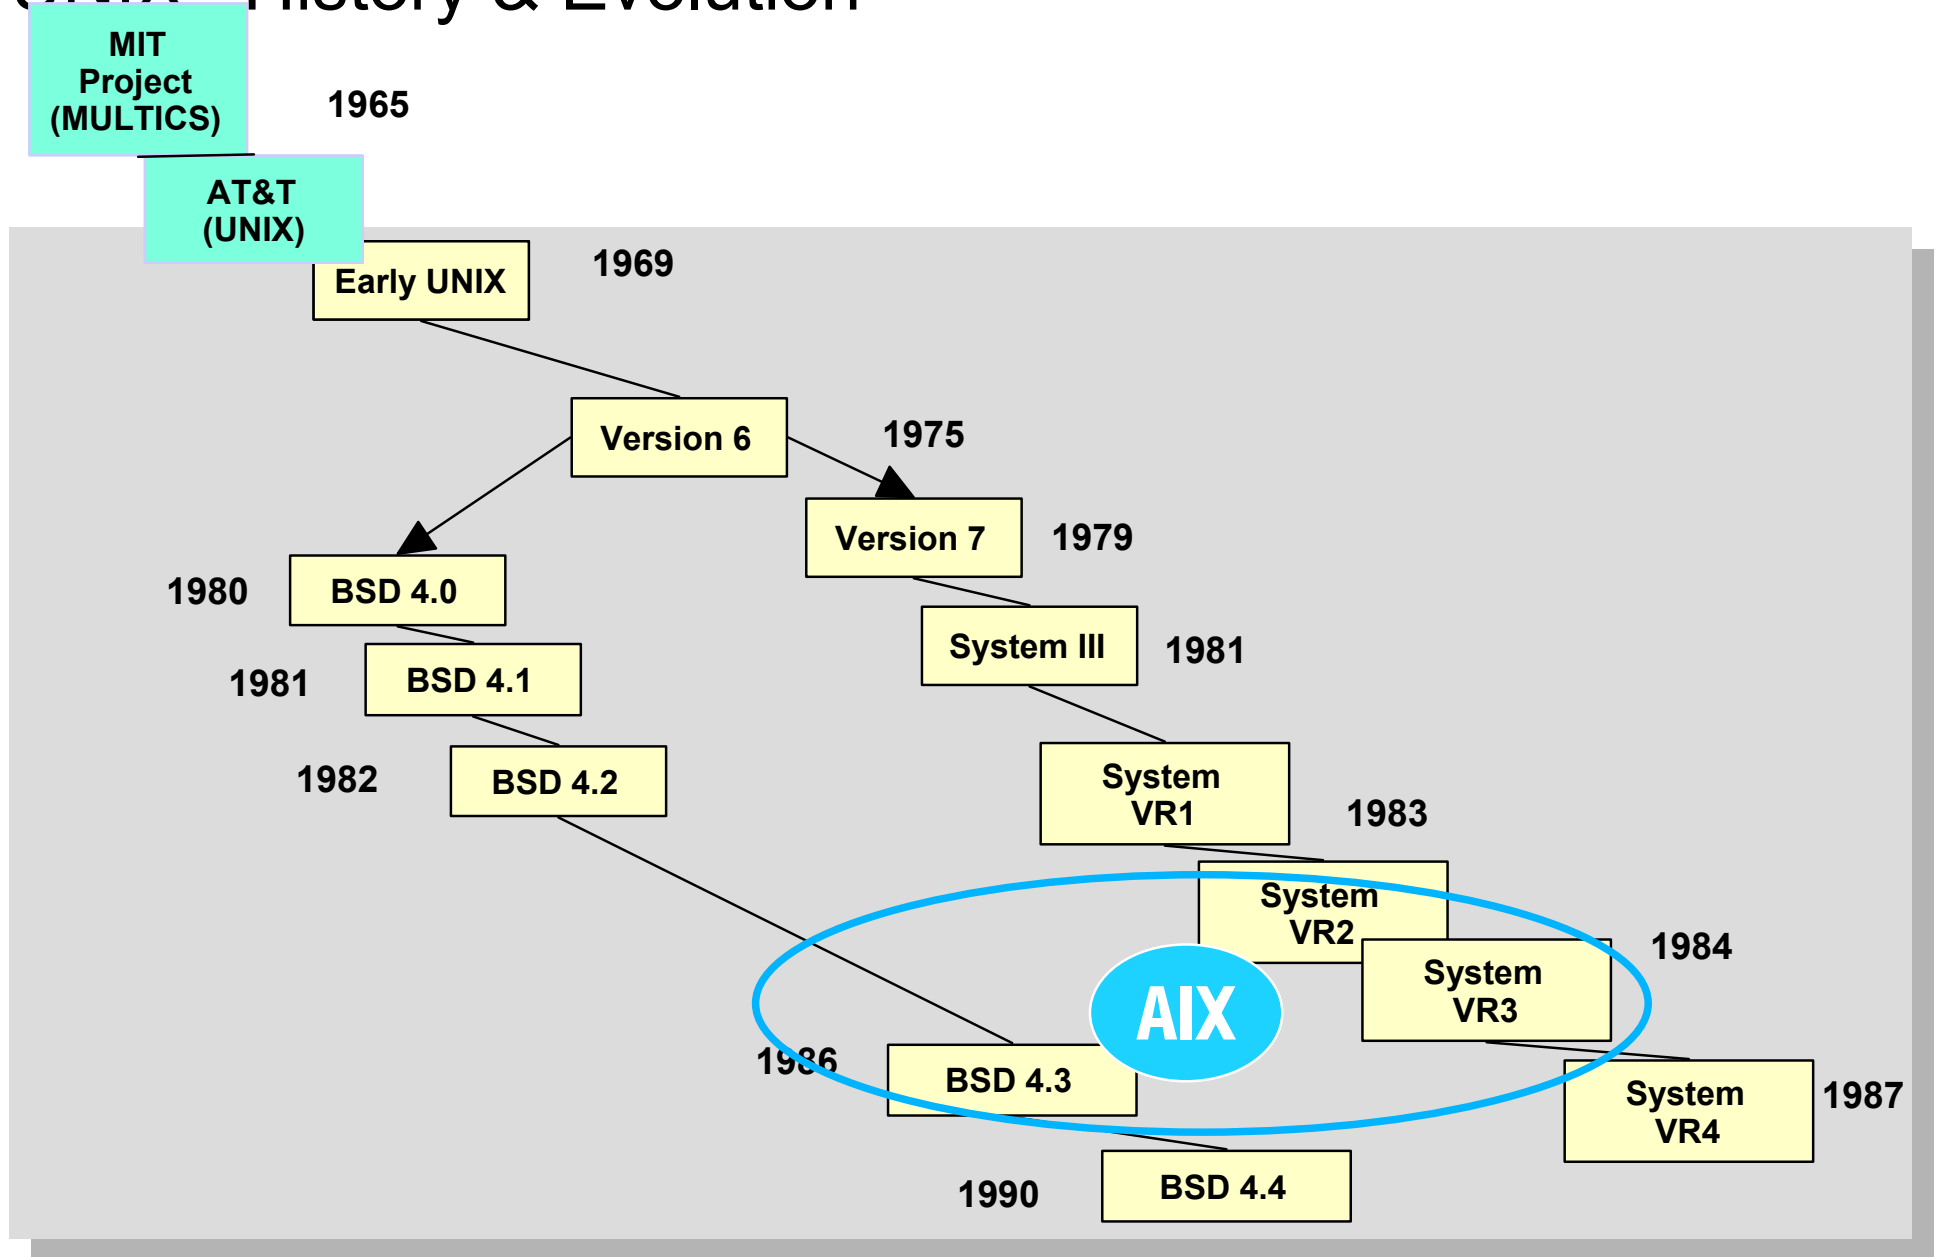 History & Evolution
MIT
Project
(MULTICS)
1965
AT&T
(UNIX)
Early UNIX
1969
Version 6
1975
Version 7
1979
1980
BSD 4.0
System III
1981
1981
BSD 4.1
1982
BSD 4.2
System
VR1
1983
System
VR2
1984
System
VR3
AIX
1986
BSD 4.3
System
VR4
1987
1990
BSD 4.4